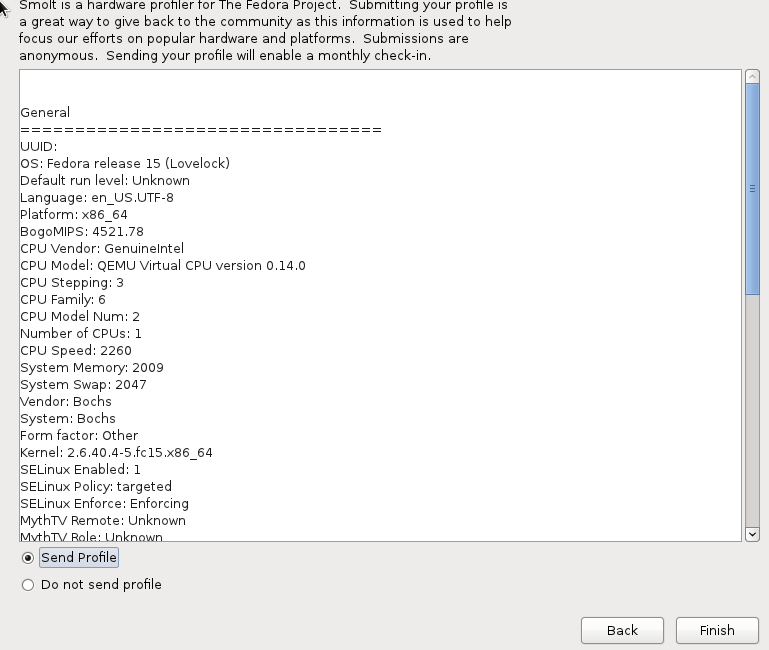 Smolt is a hardware profiler for The Fedora Project.  Submitting your profile is
a great way to give back to the community as this information is used to help
focus our efforts on popular hardware and platforms.  Submissions are
anonymous.  Sending your profile will enable a monthly check-in.
General
=================================
UUID:
OS: Fedora release 15 (Lovelock)
Default run level: Unknown
Language: en_US.UTF-8
Platform: x86_64
BogoMIPS: 4521.78
CPU Vendor: GenuineIntel
CPU Model: QEMU Virtual CPU version 0.14.0
CPU Stepping: 3
CPU Family: 6
CPU Model Num: 2
Number of CPUs: 1
CPU Speed: 2260
System Memory: 2009
System Swap: 2047
Vendor: Bochs
System: Bochs
Form factor: Other
Kernel: 2.6.40.4-5.fc15.x86_64
SELinux Enabled: 1
SELinux Policy: targeted
SELinux Enforce: Enforcing
MythTV Remote: Unknown
MythTV Role: Unknown
Send Profile
Do not send profile
Back
Finish